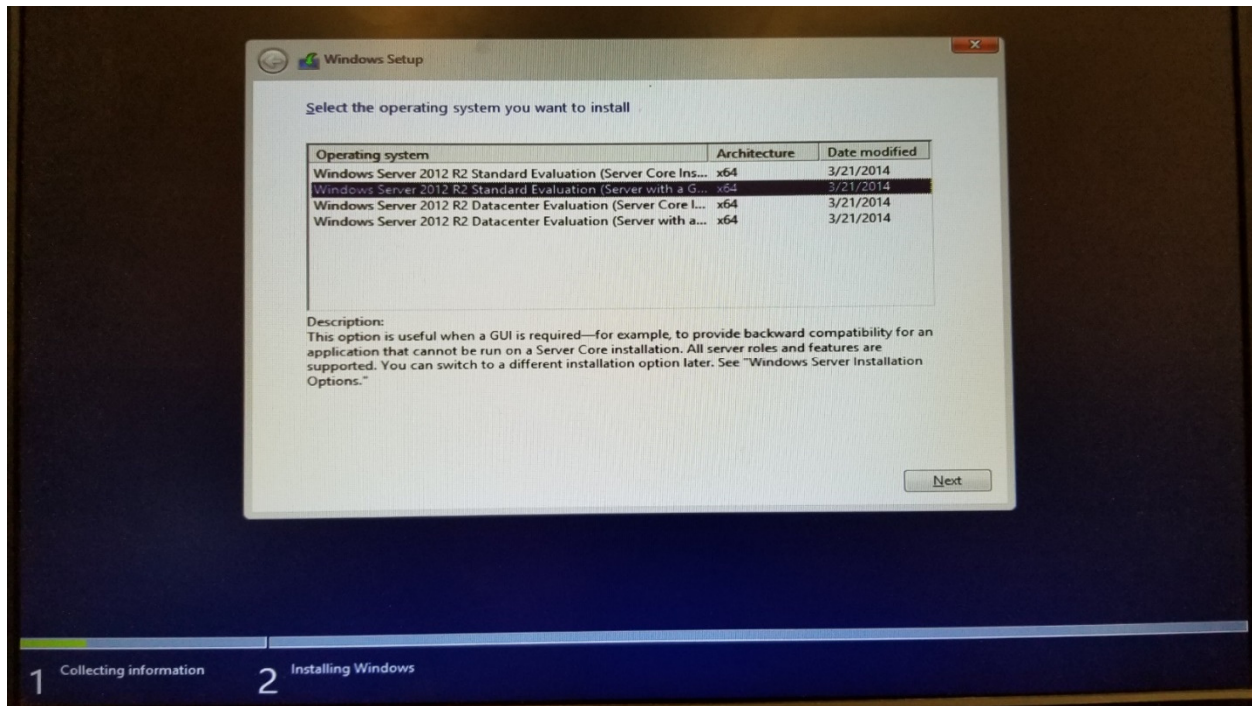 Windows Setup
Select the operating system you want to install
Operating system Architecture Date modified
Windows Server 2012 R2 Standard Evaluation (Server Core Ins... x64 3/21/2014
Windows Server 2012 R2 Standard Evaluation (Server with a G... x64 3/21/2014
Windows Server 2012 R2 Datacenter Evaluation (Server Core I... x64 3/21/2014
Windows Server 2012 R2 Datacenter Evaluation (Server with a... x64 3/21/2014
Description:
This option is useful when a GUI is required—for example, to provide backward compatibility for an
application that cannot be run on a Server Core installation. All server roles and features are
supported. You can switch to a different installation option later. See "Windows Server Installation
Options."
Next
1 Collecting information 2 Installing Windows